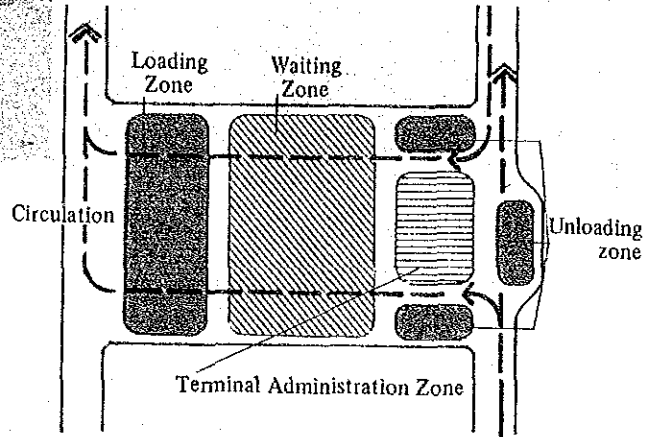 Loading
Zone
Waiting
Zone
Circulation
Unloading
zone
Terminal Administration Zone